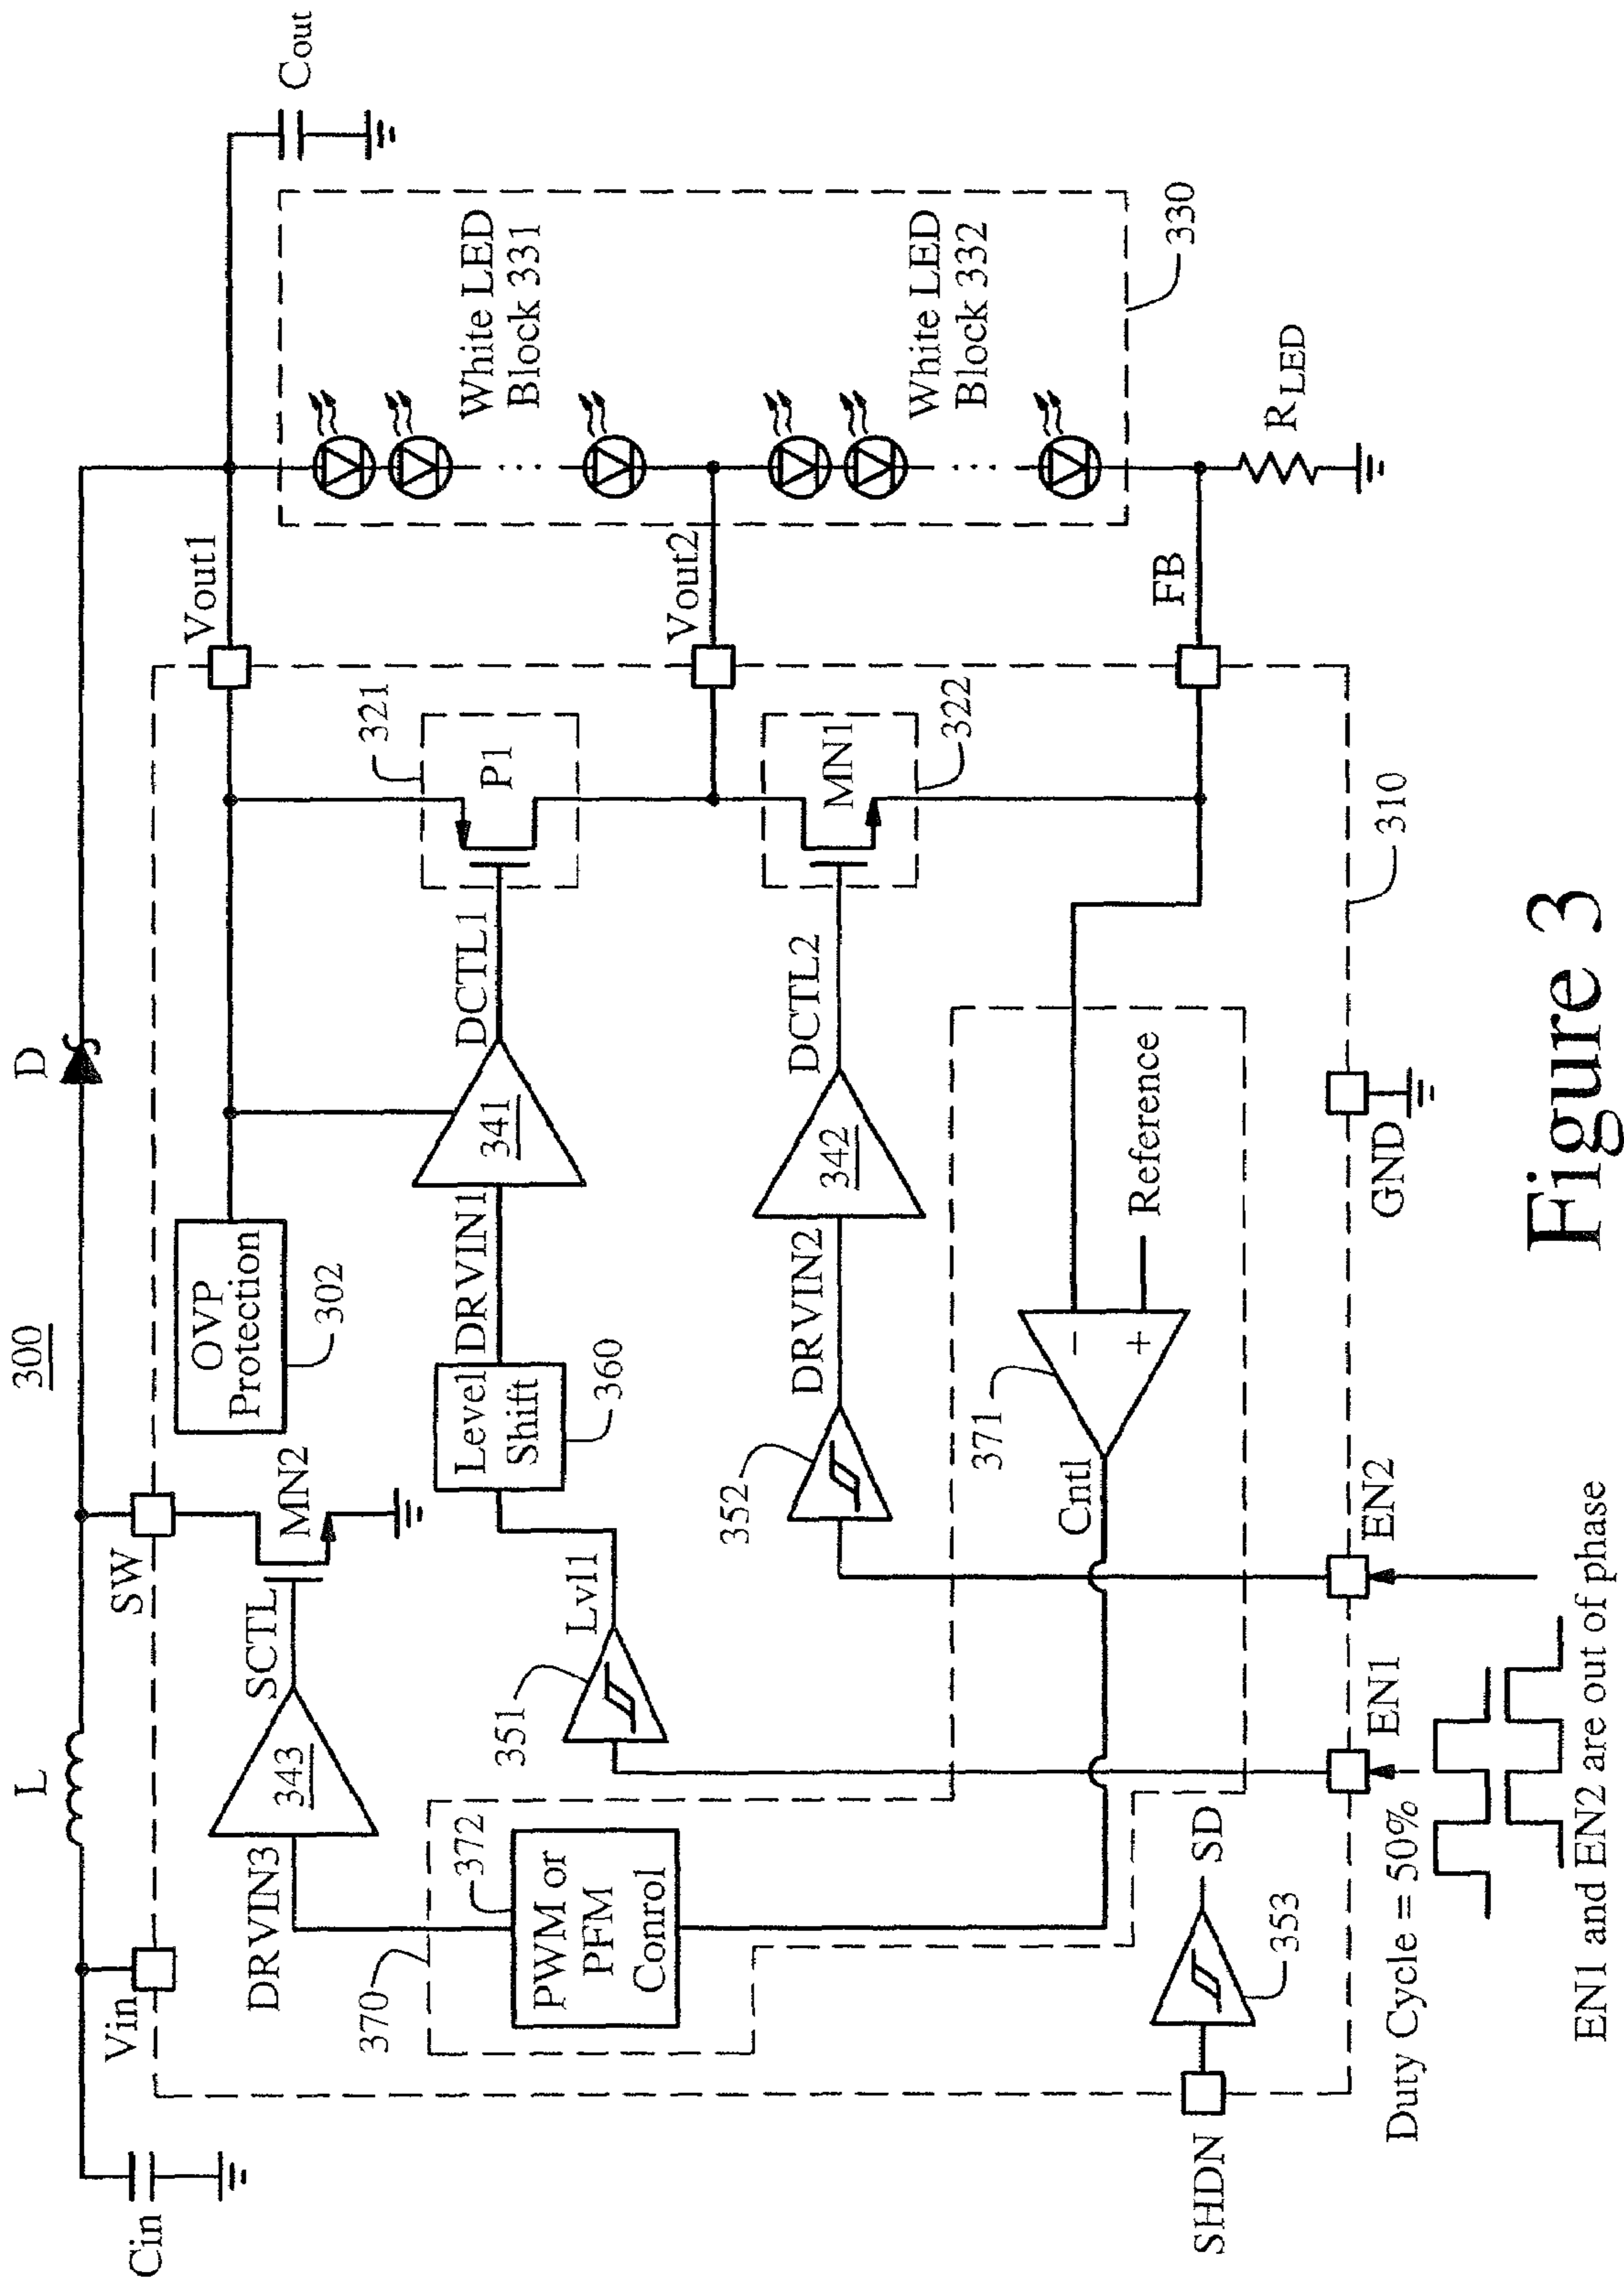 300
L
D
Cin
Vin
SW
Vout1
Cout
OVP
Protection
302
MN2
SCTL
343
DRVIN3
321
P1
DCTL1
341
DRVIN1
Level
Shift
360
Lvl1
351
372
PWM or
PFM
Conrol
370
White LED
Block 331
Vout2
MN1
322
DCTL2
342
DRVIN2
352
White LED
Block 332
330
FB
RLED
Reference
371
−
+
Cntl
SD
353
SHDN
310
GND
EN2
EN1
Duty Cycle = 50%
EN1 and EN2 are out of phase
Figure 3